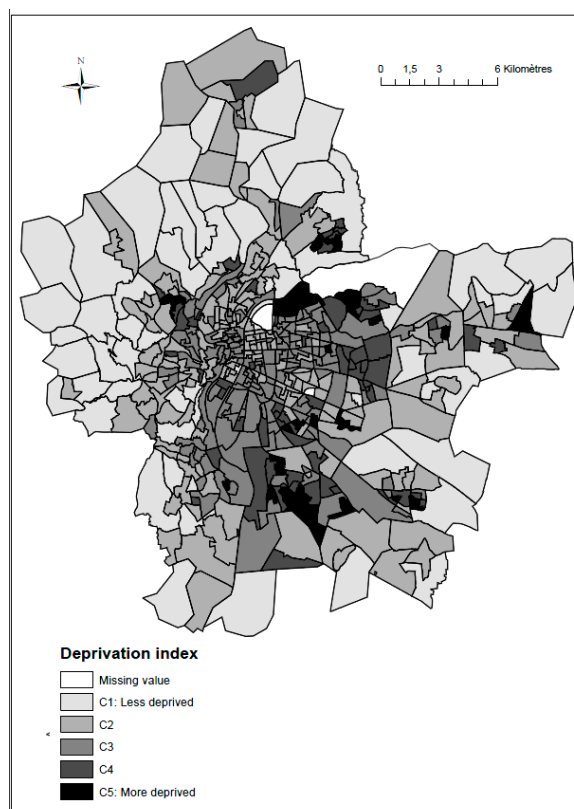 N
0 1,5 3 6 Kilomètres
Deprivation index
Missing value
C1: Less deprived
C2
C3
C4
C5: More deprived